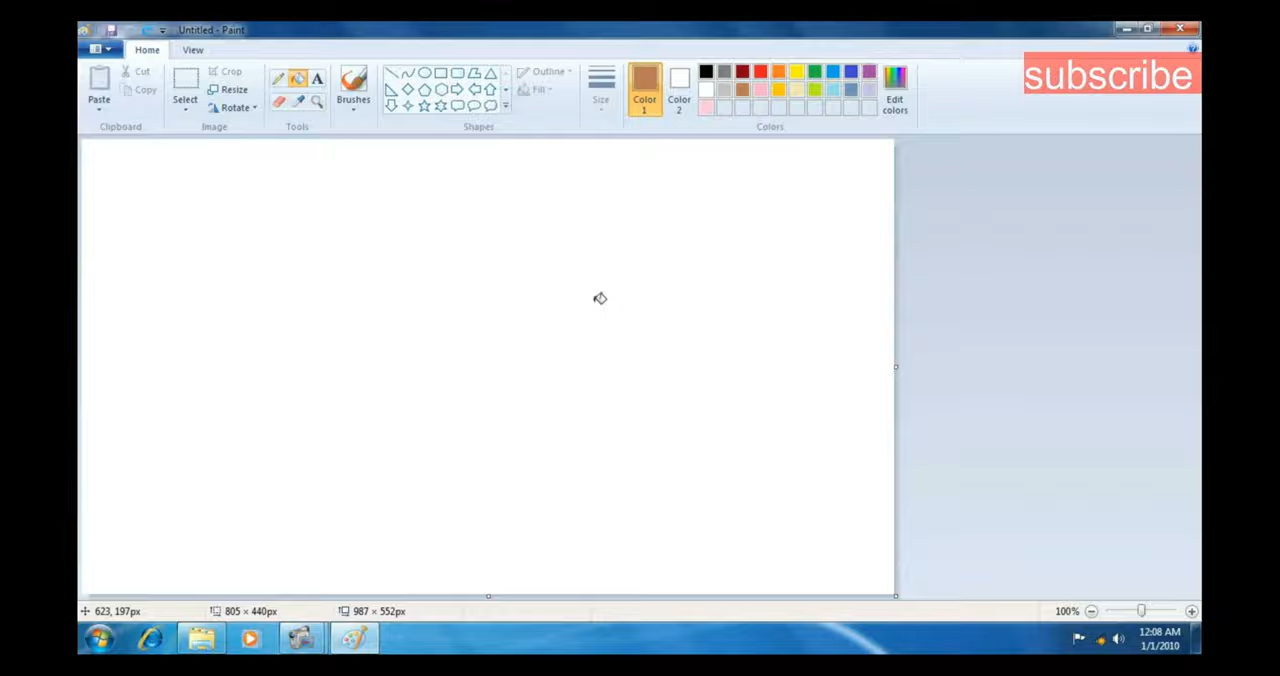 Untitled - Paint
Home View
subscribe
Paste
Cut
Copy
Clipboard
Select
Crop
Resize
Rotate
Image
A
Tools
Brushes
Shapes
Outline
Fill
Size
Color 1
Color 2
Edit colors
Colors
623, 197px 805 × 440px 987 × 552px 100%
12:08 AM
1/1/2010